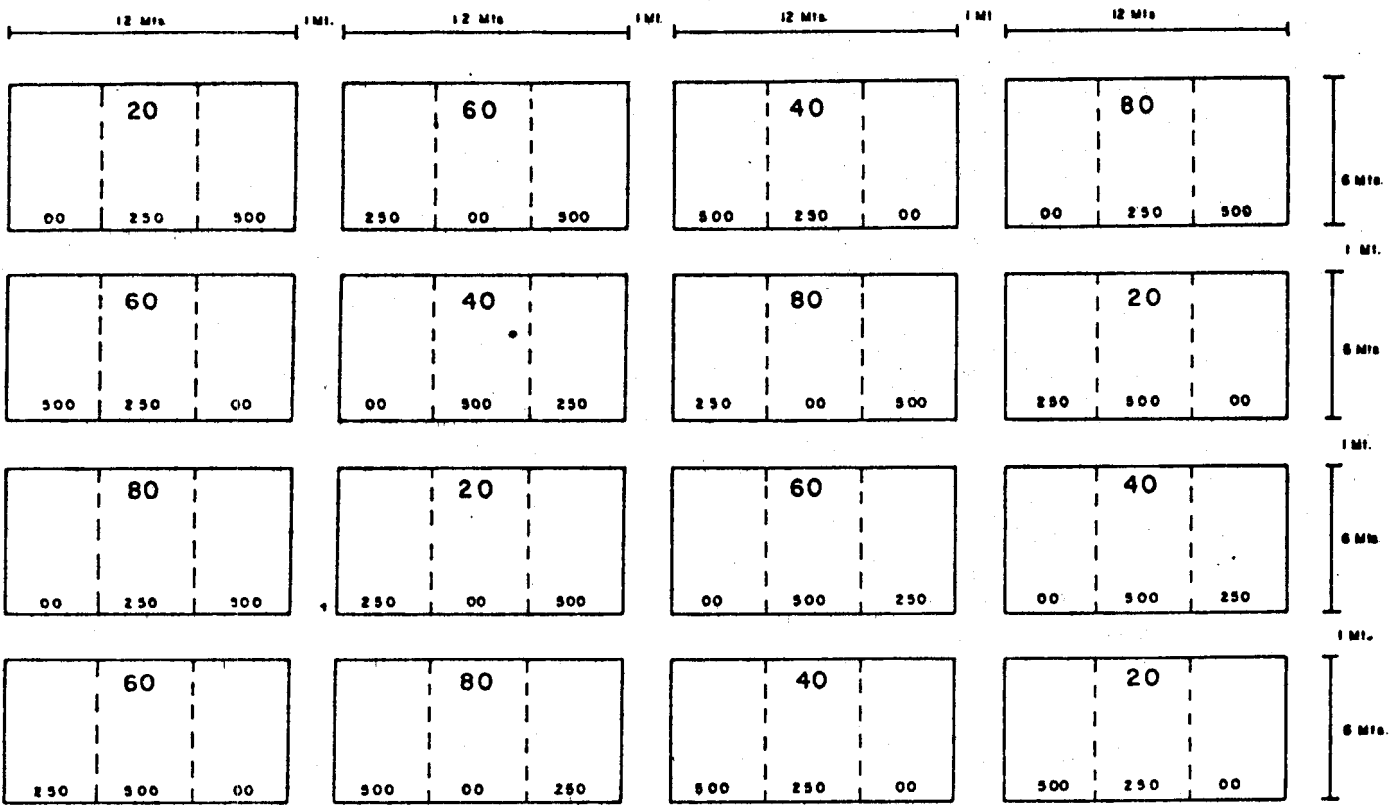 12 Mts 1 Mt. 12 Mts 1 Mt. 12 Mts. 1 Mt 12 Mts
20 60 40 80
6 Mts.
00 250 500 250 00 500 500 250 00 00 250 500
1 Mt.
60 40 80 20
6 Mts
500 250 00 00 500 250 250 00 500 250 500 00
1 Mt.
80 20 60 40
6 Mts
00 250 500 250 00 500 00 500 250 00 500 250
1 Mt.
60 80 40 20
6 Mts.
250 500 00 500 00 250 500 250 00 500 250 00